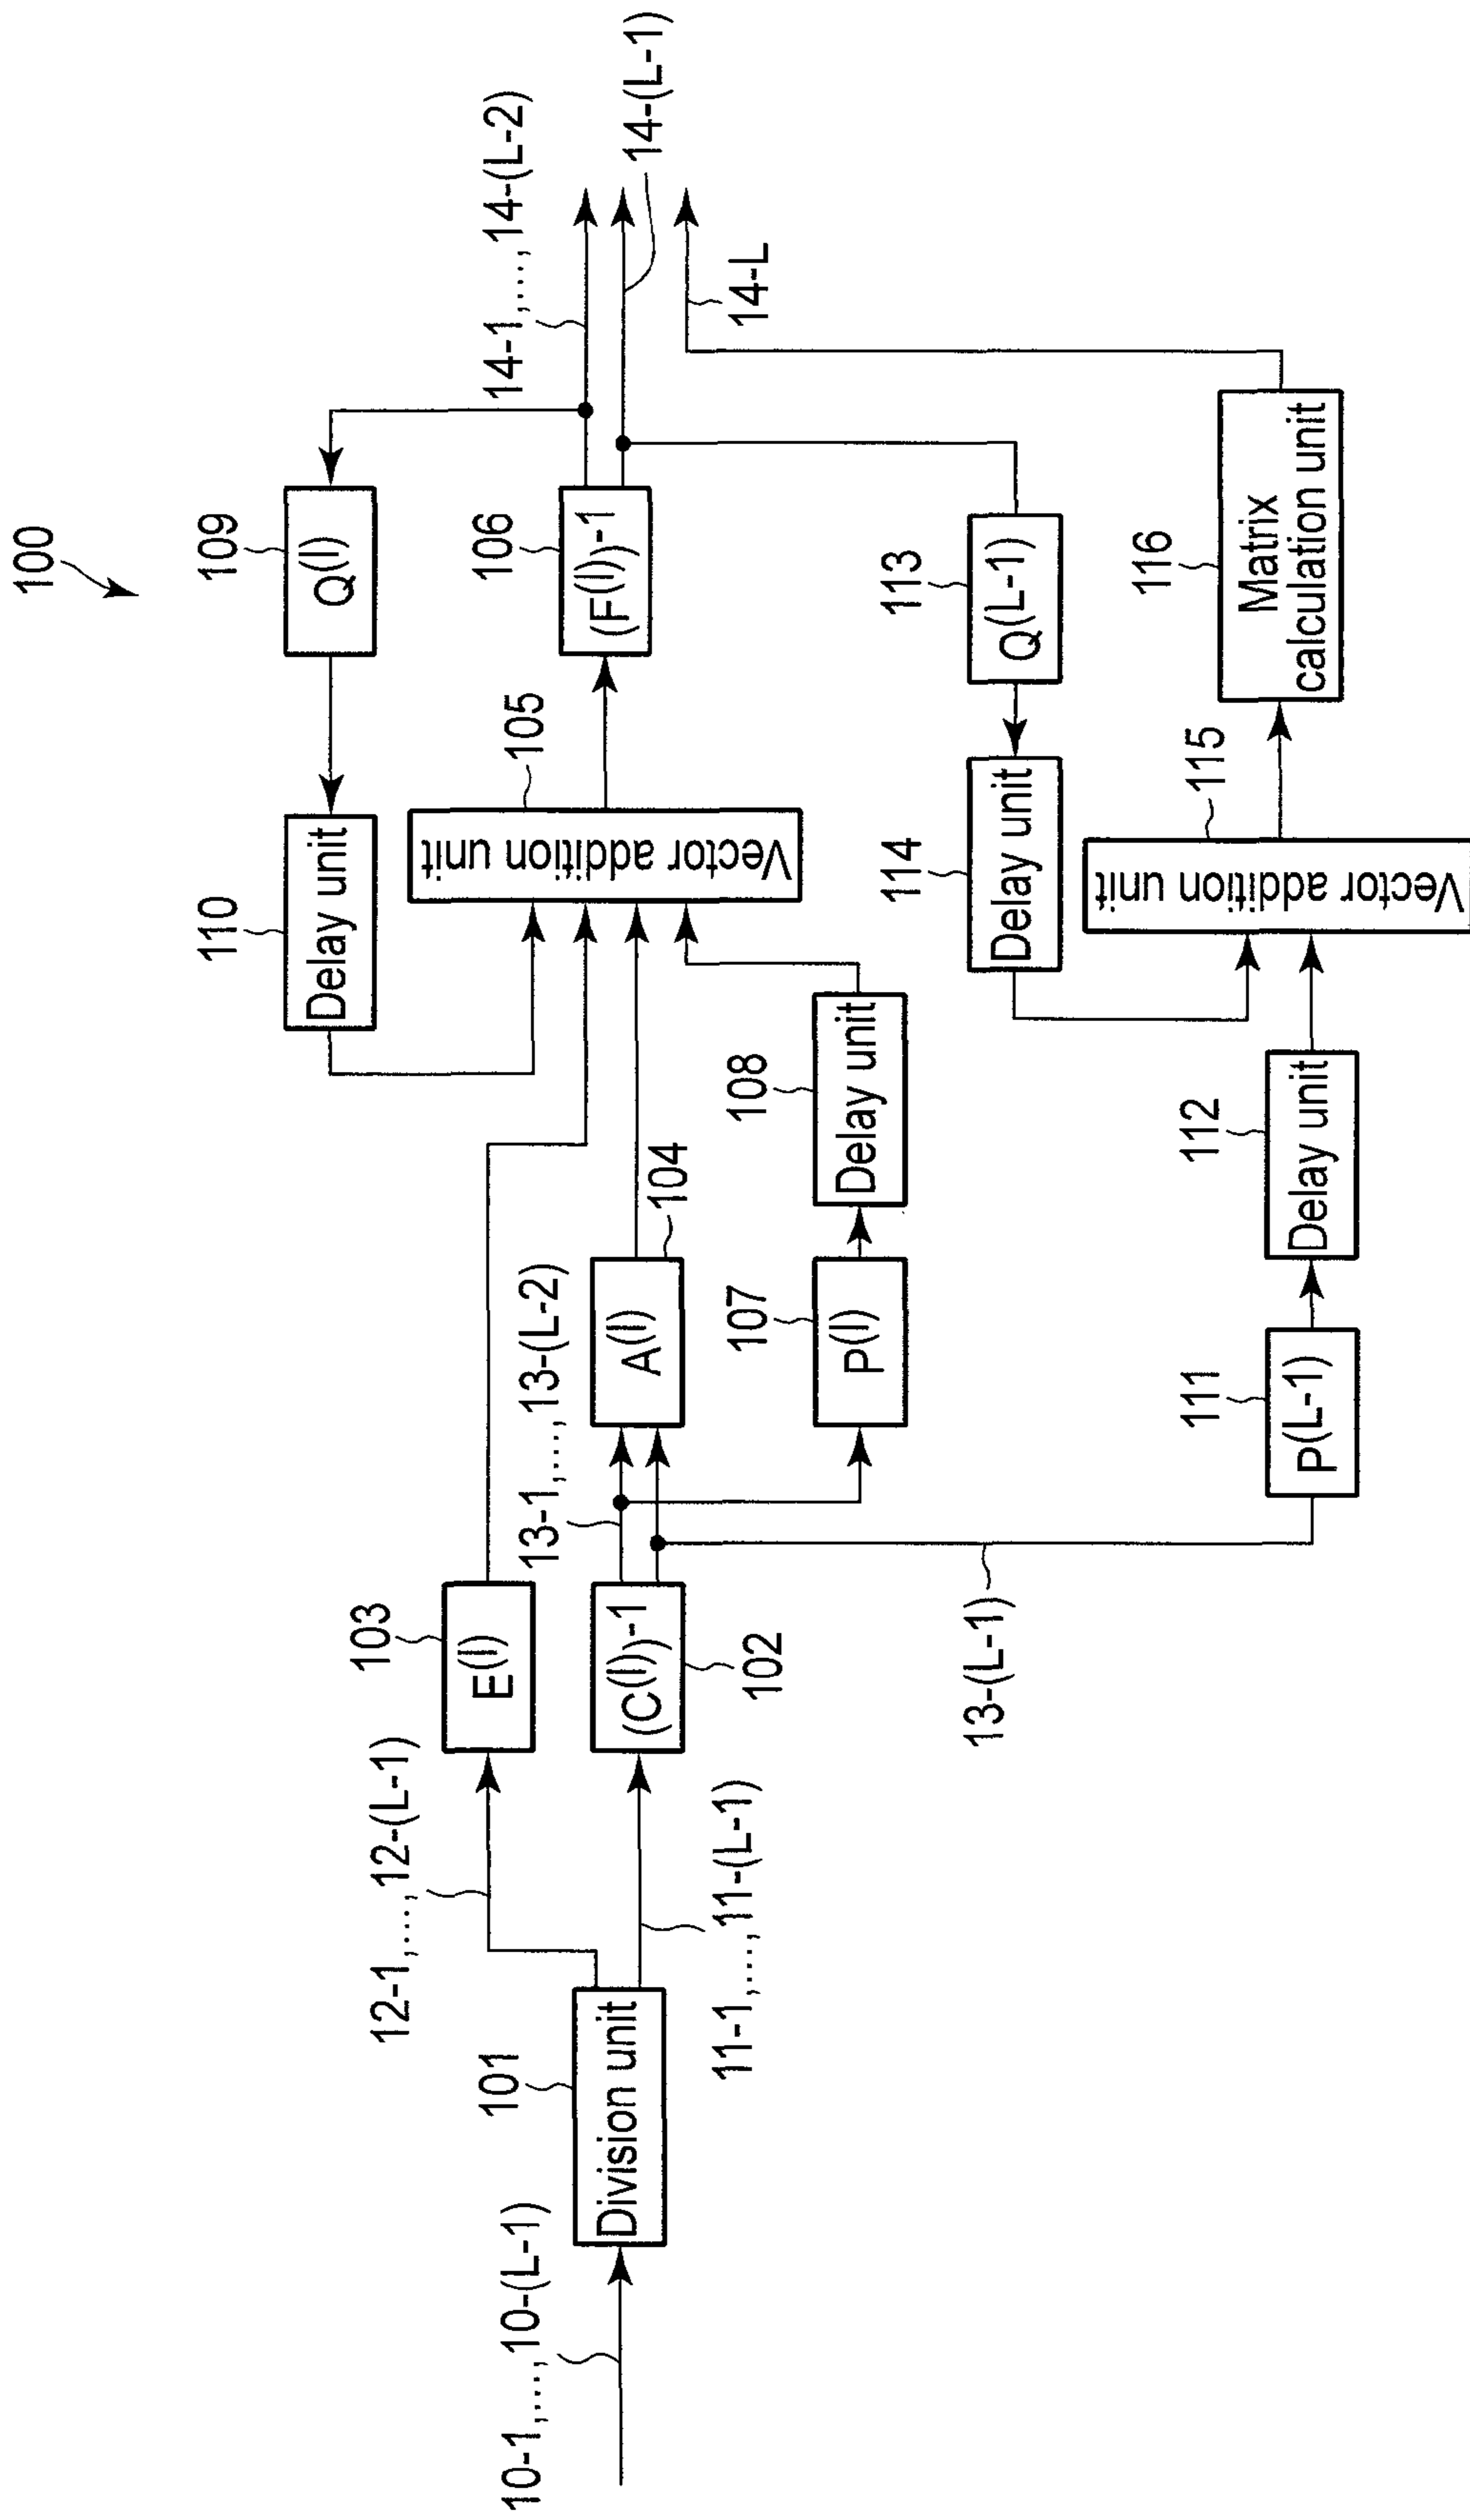 100
109
Q(l)
110
Delay unit
106
(F(l))-1
14-1,...,14-(L-2)
14-(L-1)
14-L
105
Vector addition unit
103
E(l)
12-1,...,12-(L-1)
101
Division unit
10-1,...,10-(L-1)
11-1,...,11-(L-1)
102
(C(l))-1
13-1,...,13-(L-2)
104
A(l)
107
P(l)
108
Delay unit
113
Q(L-1)
114
Delay unit
13-(L-1)
111
P(L-1)
112
Delay unit
115
Vector addition unit
116
Matrix
calculation unit